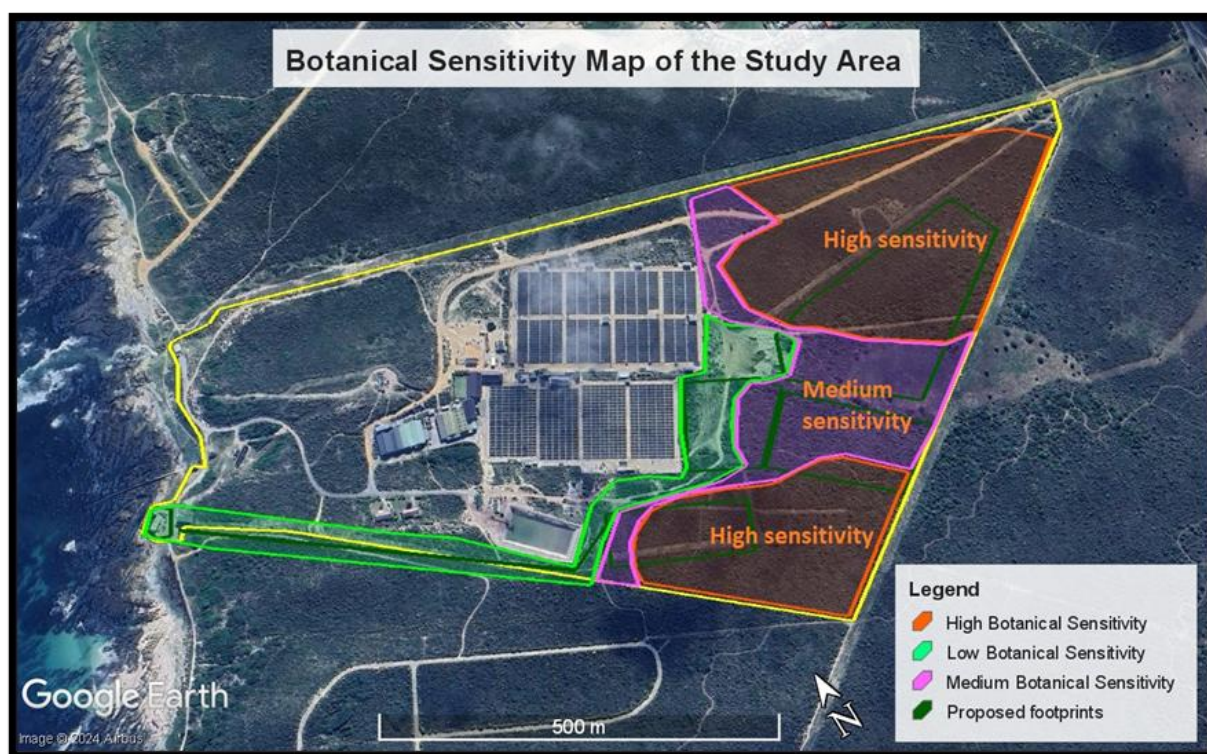 Botanical Sensitivity Map of the Study Area
High sensitivity
Medium
sensitivity
High sensitivity
Legend
High Botanical Sensitivity
Low Botanical Sensitivity
Medium Botanical Sensitivity
Proposed footprints
Google Earth
N
500 m
Image © 2024 Airbus